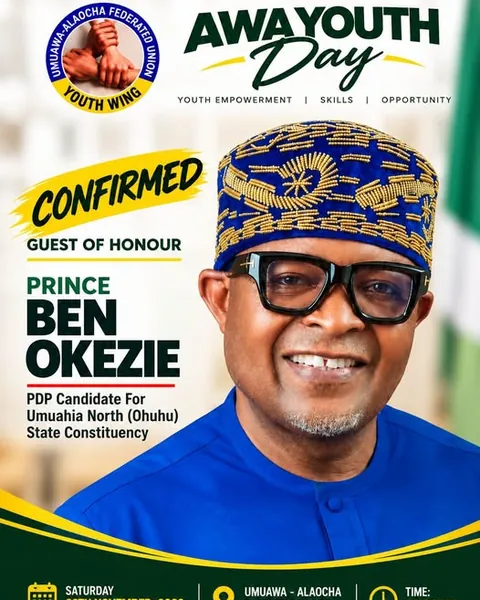 UMUAWA-ALAOCHA FEDERATED UNION
YOUTH WING
AWA YOUTH
Day
YOUTH EMPOWERMENT | SKILLS | OPPORTUNITY
CONFIRMED
GUEST OF HONOUR
PRINCE
BEN
OKEZIE
PDP Candidate For
Umuahia North (Ohuhu)
State Constituency
SATURDAY
UMUAWA - ALAOCHA
TIME: